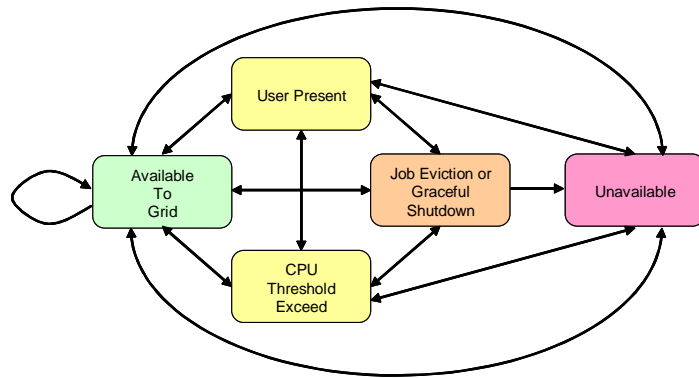 User Present
Available
To
Grid
Job Eviction or
Graceful
Shutdown
Unavailable
CPU
Threshold
Exceed